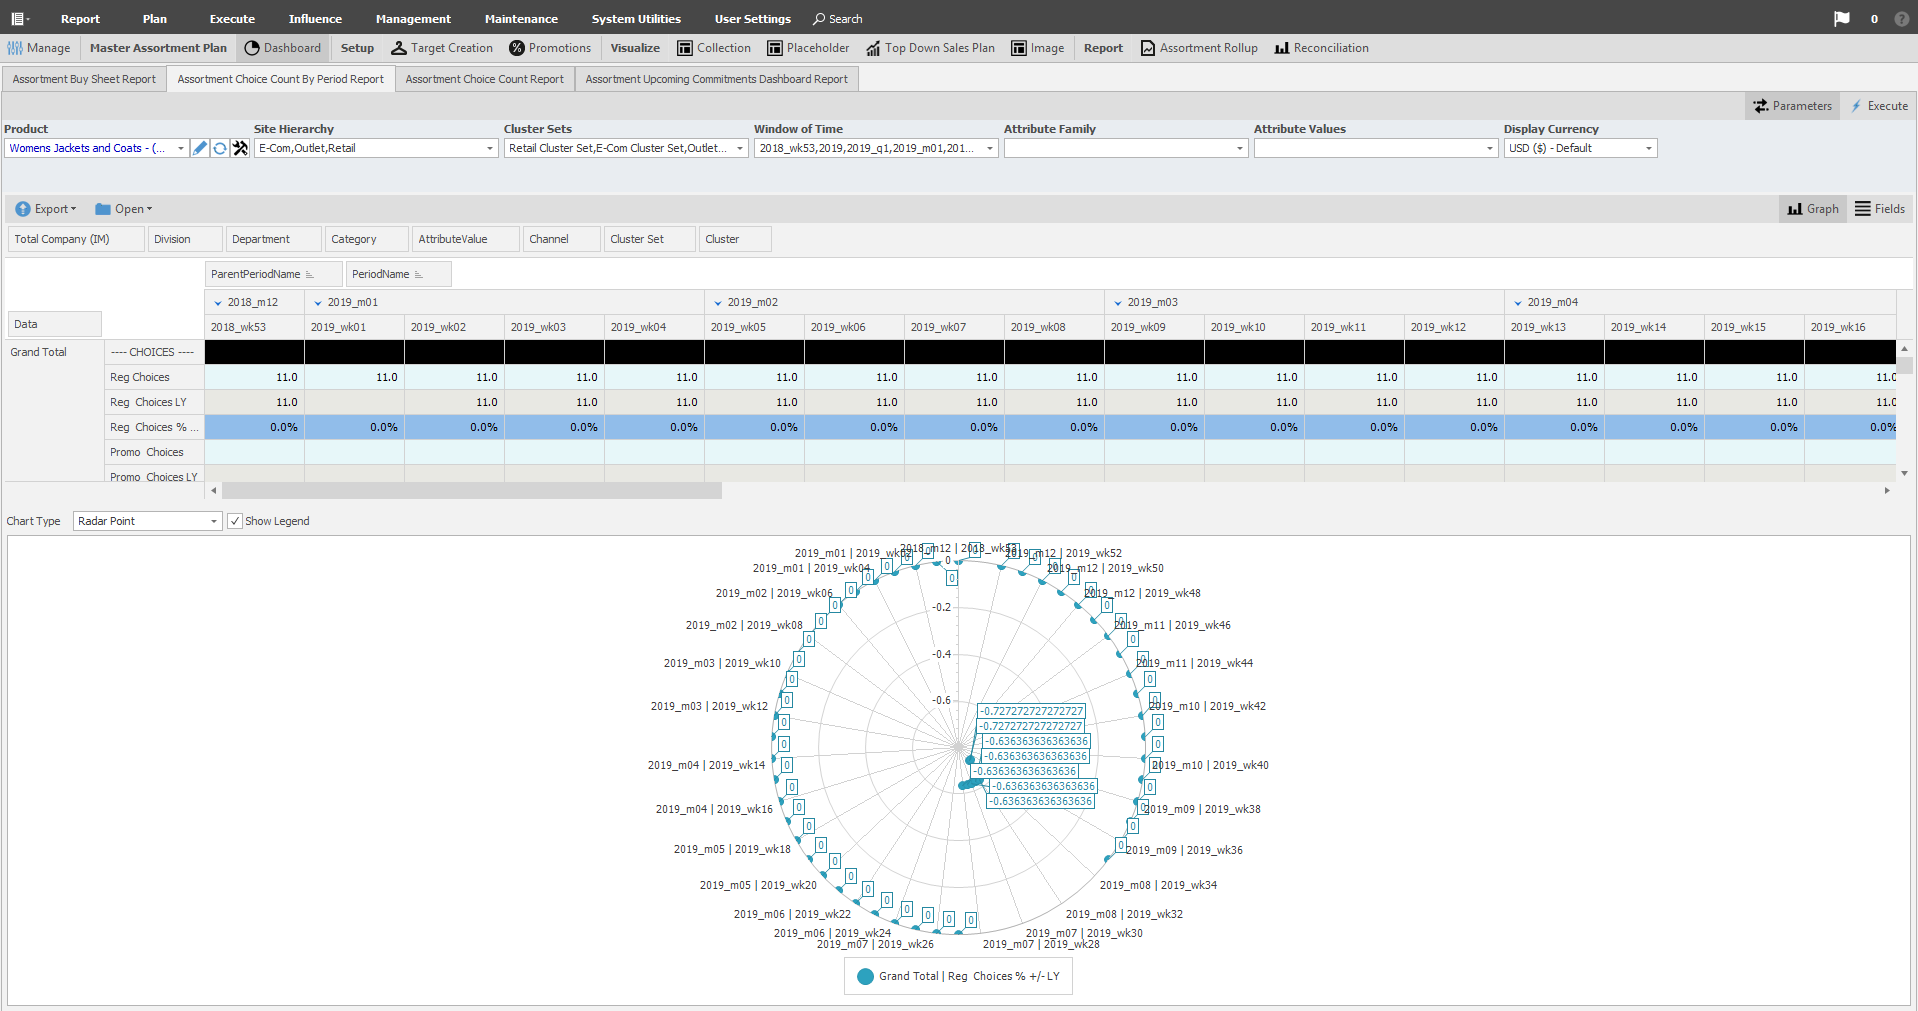 Report Plan Execute Influence Management Maintenance System Utilities User Settings Search 0 ?
Manage Master Assortment Plan Dashboard Setup Target Creation Promotions Visualize Collection Placeholder Top Down Sales Plan Image Report Assortment Rollup Reconciliation
Assortment Buy Sheet Report Assortment Choice Count By Period Report Assortment Choice Count Report Assortment Upcoming Commitments Dashboard Report
Parameters Execute
Product Site Hierarchy Cluster Sets Window of Time Attribute Family Attribute Values Display Currency
Womens Jackets and Coats - (... E-Com,Outlet,Retail Retail Cluster Set,E-Com Cluster Set,Outlet... 2018_wk53,2019,2019_q1,2019_m01,201... USD ($) - Default
Export Open Graph Fields
Total Company (IM) Division Department Category AttributeValue Channel Cluster Set Cluster
ParentPeriodName PeriodName
2018_m12 2019_m01 2019_m02 2019_m03 2019_m04
Data 2018_wk53 2019_wk01 2019_wk02 2019_wk03 2019_wk04 2019_wk05 2019_wk06 2019_wk07 2019_wk08 2019_wk09 2019_wk10 2019_wk11 2019_wk12 2019_wk13 2019_wk14 2019_wk15 2019_wk16
Grand Total ---- CHOICES ----
Reg Choices 11.0 11.0 11.0 11.0 11.0 11.0 11.0 11.0 11.0 11.0 11.0 11.0 11.0 11.0 11.0 11.0 11.0
Reg Choices LY 11.0 11.0 11.0 11.0 11.0 11.0 11.0 11.0 11.0 11.0 11.0 11.0 11.0 11.0 11.0 11.0
Reg Choices % ... 0.0% 0.0% 0.0% 0.0% 0.0% 0.0% 0.0% 0.0% 0.0% 0.0% 0.0% 0.0% 0.0% 0.0% 0.0% 0.0% 0.0%
Promo Choices
Promo Choices LY
Chart Type Radar Point Show Legend
2018_m12 | 2018_wk53
2019_m01 | 2019_wk02 2019_m12 | 2019_wk52
0
2019_m01 | 2019_wk04 2019_m12 | 2019_wk50
2019_m02 | 2019_wk06 2019_m12 | 2019_wk48
-0.2
2019_m02 | 2019_wk08 2019_m11 | 2019_wk46
-0.4
2019_m03 | 2019_wk10 2019_m11 | 2019_wk44
-0.6
2019_m03 | 2019_wk12 2019_m10 | 2019_wk42
-0.727272727272727
-0.727272727272727
-0.636363636363636
-0.636363636363636
2019_m04 | 2019_wk14 2019_m10 | 2019_wk40
-0.636363636363636
-0.636363636363636
-0.636363636363636
2019_m04 | 2019_wk16 2019_m09 | 2019_wk38
2019_m05 | 2019_wk18 2019_m09 | 2019_wk36
2019_m05 | 2019_wk20 2019_m08 | 2019_wk34
2019_m06 | 2019_wk22 2019_m08 | 2019_wk32
2019_m06 | 2019_wk24 2019_m07 | 2019_wk30
2019_m07 | 2019_wk26 2019_m07 | 2019_wk28
Grand Total | Reg Choices % +/- LY